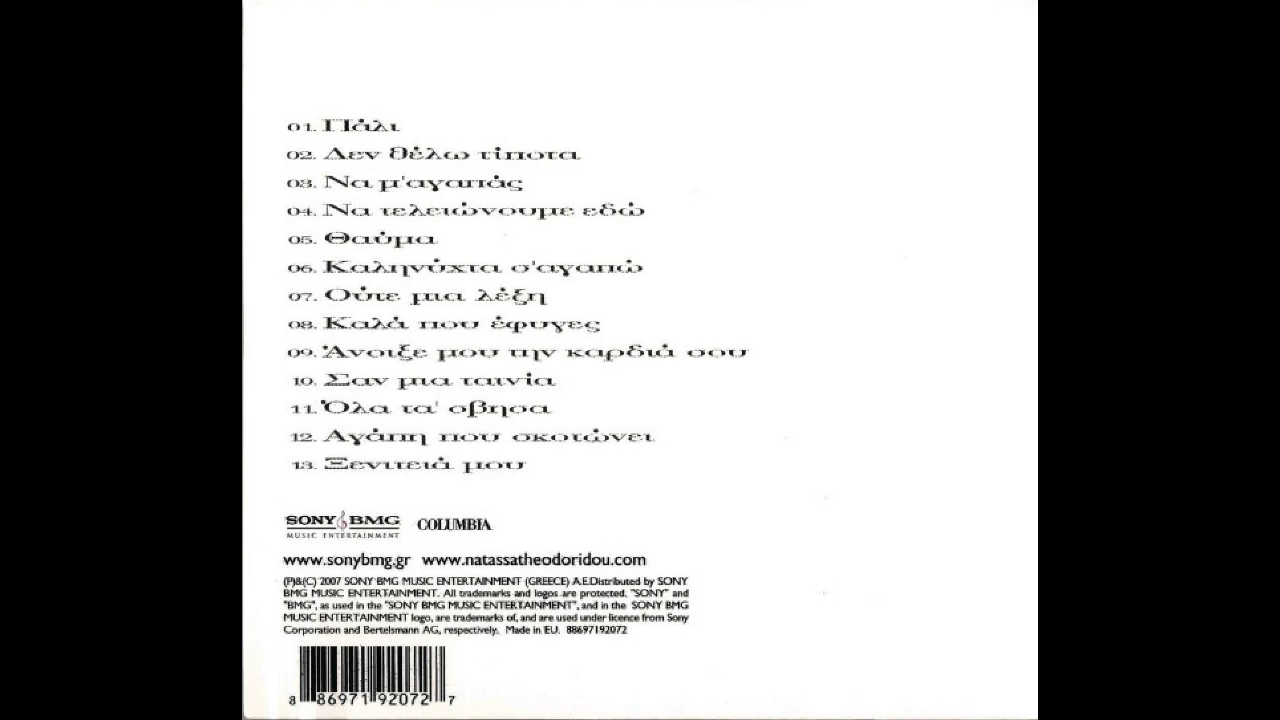 01. Πάλι
02. Δεν θέλω τίποτα
03. Να μ'αγαπάς
04. Να τελειώνουμε εδώ
05. Θαύμα
06. Καληνύχτα σ'αγαπώ
07. Ούτε μια λέξη
08. Καλά που έφυγες
09. Άνοιξε μου την καρδιά σου
10. Σαν μια ταινία
11. Όλα τα' σβησα
12. Αγάπη που σκοτώνει
13. Ξενιτειά μου
SONY BMG COLUMBIA
MUSIC ENTERTAINMENT
www.sonybmg.gr www.natassatheodoridou.com
(P)&(C) 2007 SONY BMG MUSIC ENTERTAINMENT (GREECE) A.E.Distributed by SONY
BMG MUSIC ENTERTAINMENT. All trademarks and logos are protected. "SONY" and
"BMG", as used in the "SONY BMG MUSIC ENTERTAINMENT", and in the SONY BMG
MUSIC ENTERTAINMENT logo, are trademarks of, and are used under licence from Sony
Corporation and Bertelsmann AG, respectively. Made in EU. 88697192072
8 86971 92072 7